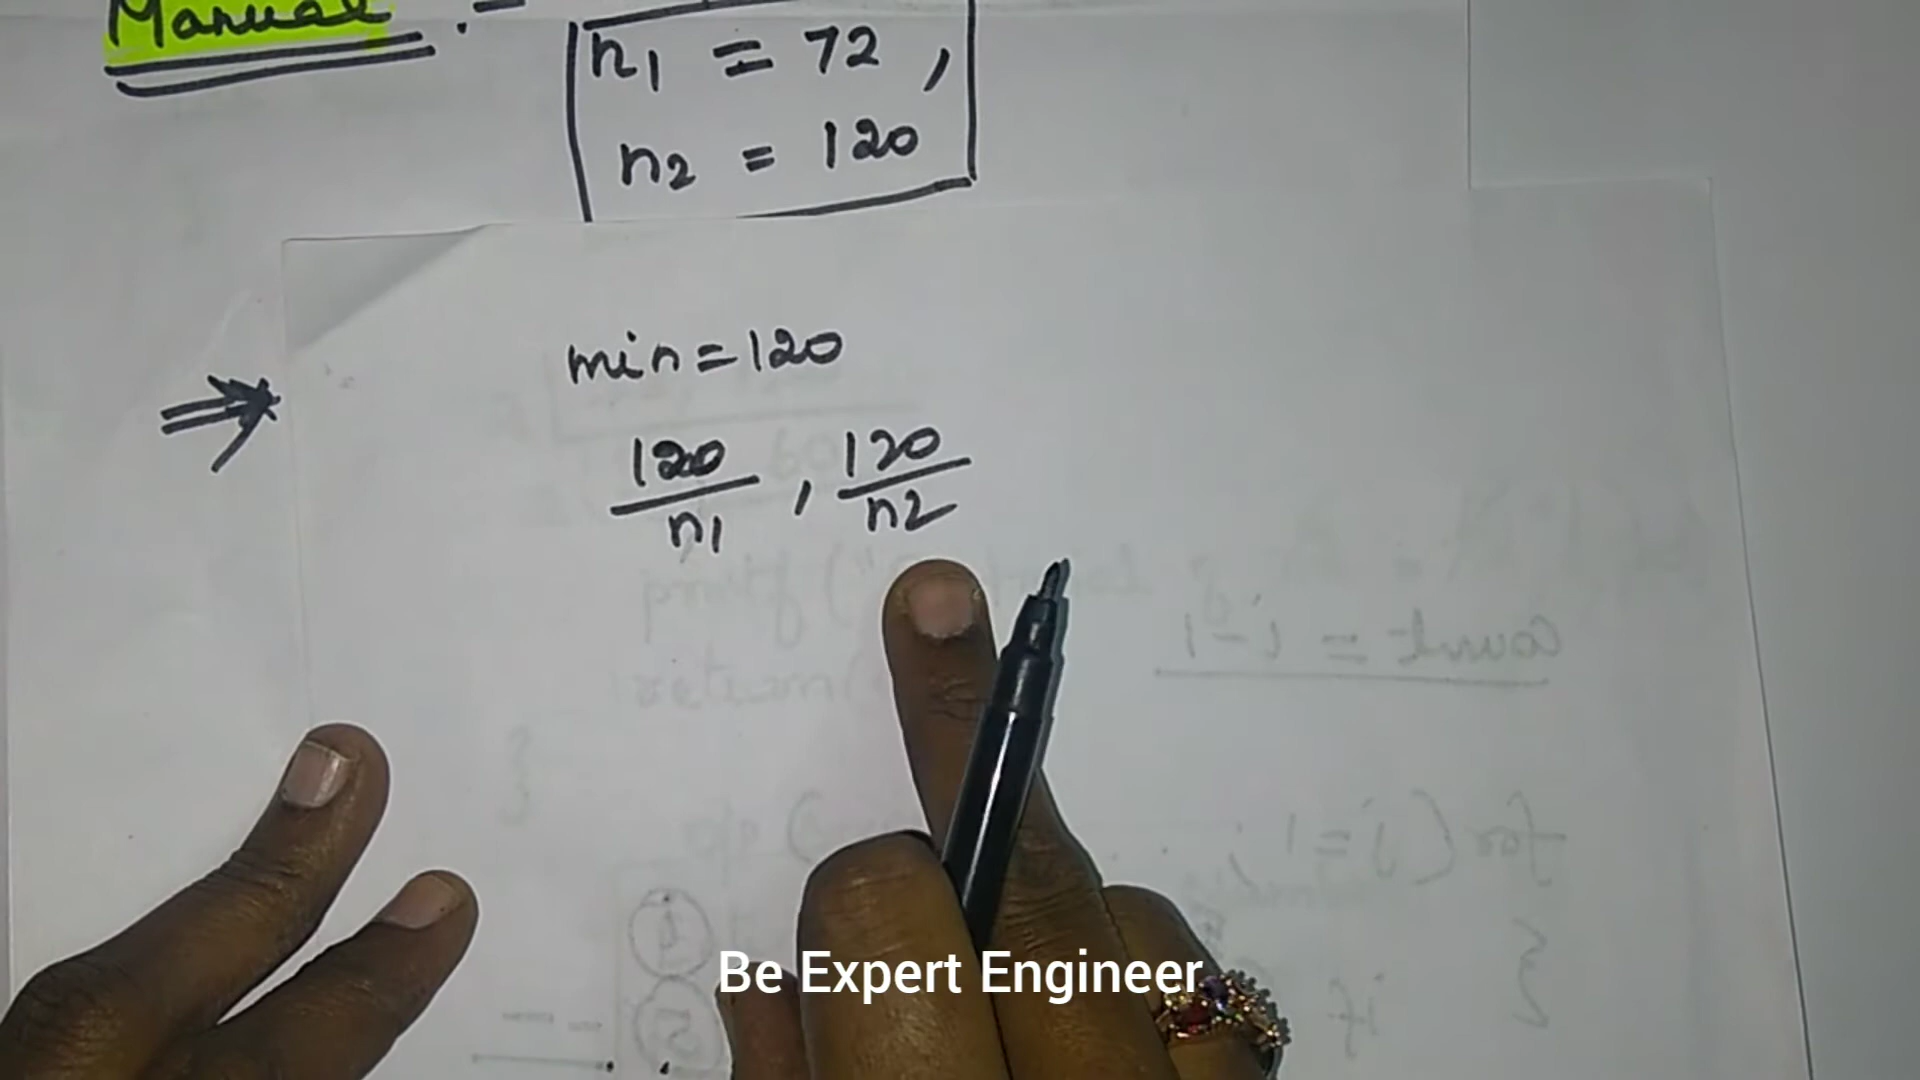 Manual :-
n1 = 72 ,
n2 = 120
min = 120
120/n1 , 120/n2
Be Expert Engineer